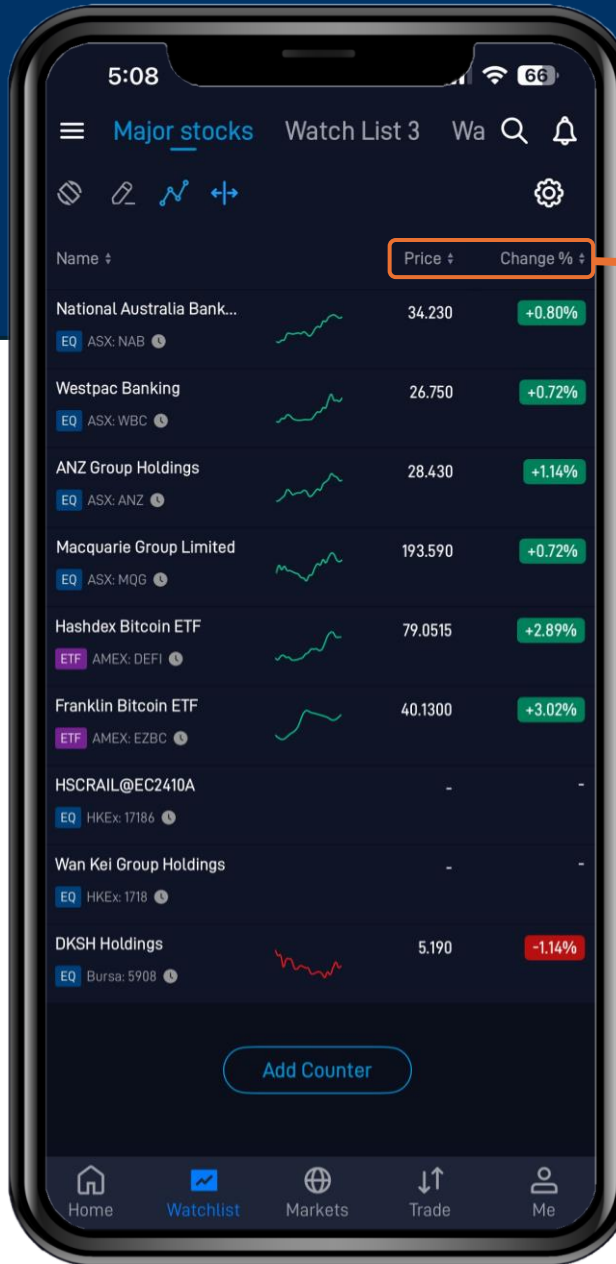 5:08
66
Major stocks Watch List 3 Wa
Name Price Change %
National Australia Bank... 34.230 +0.80%
EQ ASX: NAB
Westpac Banking 26.750 +0.72%
EQ ASX: WBC
ANZ Group Holdings 28.430 +1.14%
EQ ASX: ANZ
Macquarie Group Limited 193.590 +0.72%
EQ ASX: MQG
Hashdex Bitcoin ETF 79.0515 +2.89%
ETF AMEX: DEFI
Franklin Bitcoin ETF 40.1300 +3.02%
ETF AMEX: EZBC
HSCRAIL@EC2410A - -
EQ HKEx: 17186
Wan Kei Group Holdings - -
EQ HKEx: 1718
DKSH Holdings 5.190 -1.14%
EQ Bursa: 5908
Add Counter
Home Watchlist Markets Trade Me